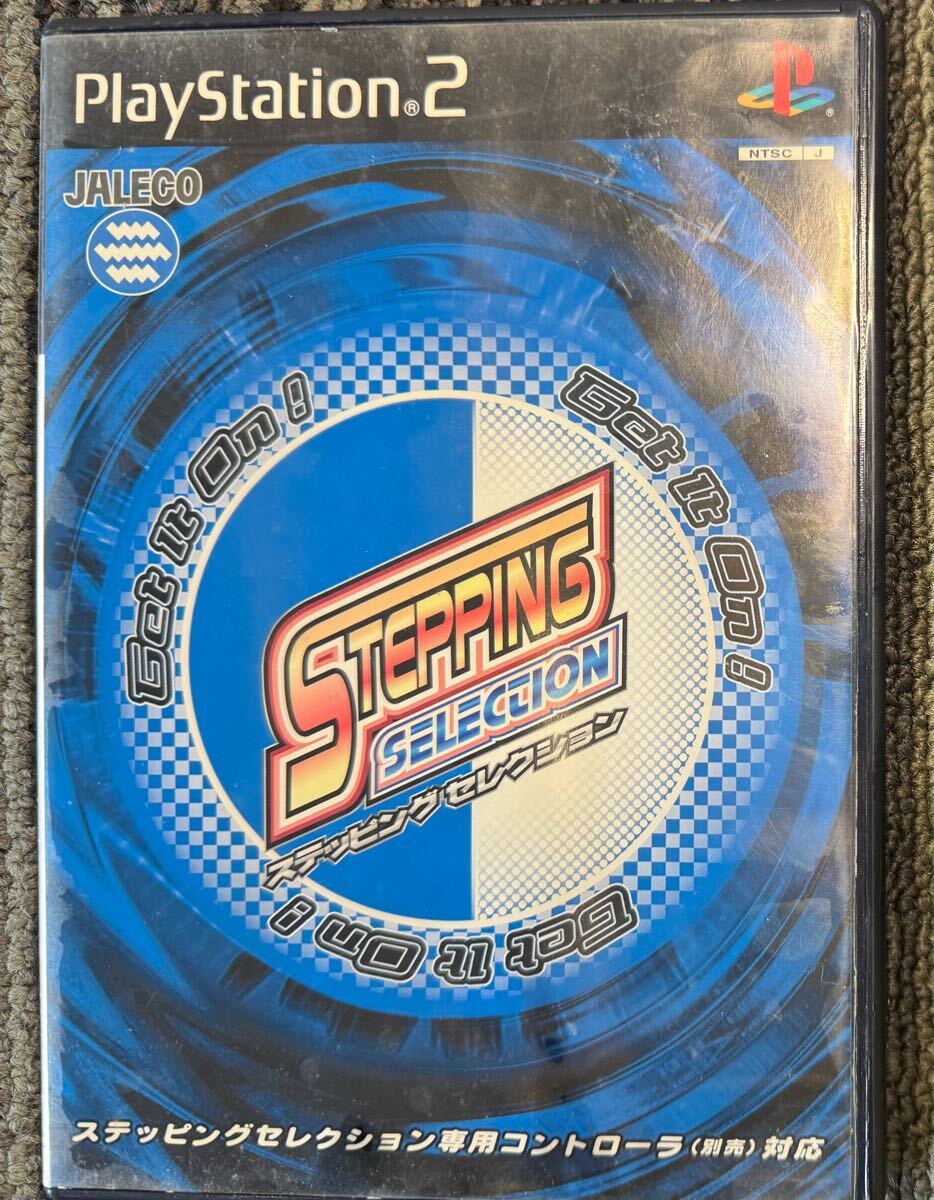 PlayStation®2
®
NTSC J
JALECO
Get It On!
Get It On!
STEPPING
SELECTION
ステッピングセレクション
Get It On!
ステッピングセレクション専用コントローラ(別売)対応